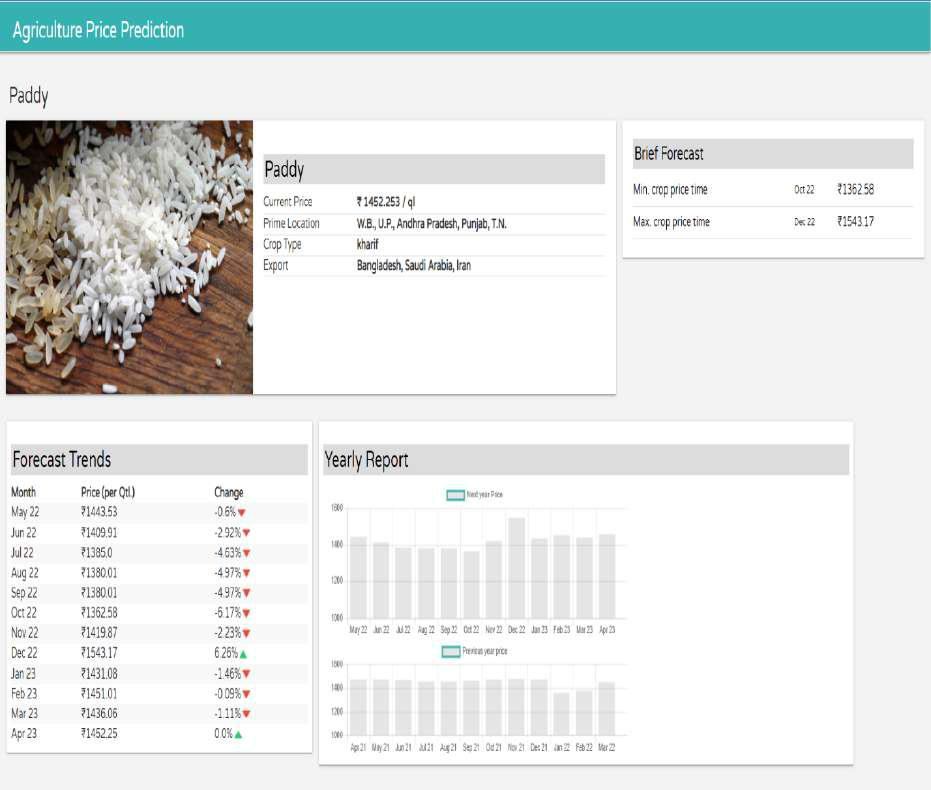 Agriculture Price Prediction
Paddy
Paddy
Current Price ₹ 1452.253 / ql
Prime Location W.B., U.P., Andhra Pradesh, Punjab, T.N.
Crop Type kharif
Export Bangladesh, Saudi Arabia, Iran
Brief Forecast
Min. crop price time Oct 22 ₹1362.58
Max. crop price time Dec 22 ₹1543.17
Forecast Trends
Month Price (per Qtl.) Change
May 22 ₹1443.53 -0.6%▼
Jun 22 ₹1409.91 -2.92%▼
Jul 22 ₹1385.0 -4.63%▼
Aug 22 ₹1380.01 -4.97%▼
Sep 22 ₹1380.01 -4.97%▼
Oct 22 ₹1362.58 -6.17%▼
Nov 22 ₹1419.87 -2.23%▼
Dec 22 ₹1543.17 6.26%▲
Jan 23 ₹1431.08 -1.46%▼
Feb 23 ₹1451.01 -0.09%▼
Mar 23 ₹1436.06 -1.11%▼
Apr 23 ₹1452.25 0.0%▲
Yearly Report
Next year Price
1600
1400
1200
1000
May 22 Jun 22 Jul 22 Aug 22 Sep 22 Oct 22 Nov 22 Dec 22 Jan 23 Feb 23 Mar 23 Apr 23
Previous year price
1600
1400
1200
1000
Apr 21 May 21 Jun 21 Jul 21 Aug 21 Sep 21 Oct 21 Nov 21 Dec 21 Jan 22 Feb 22 Mar 22